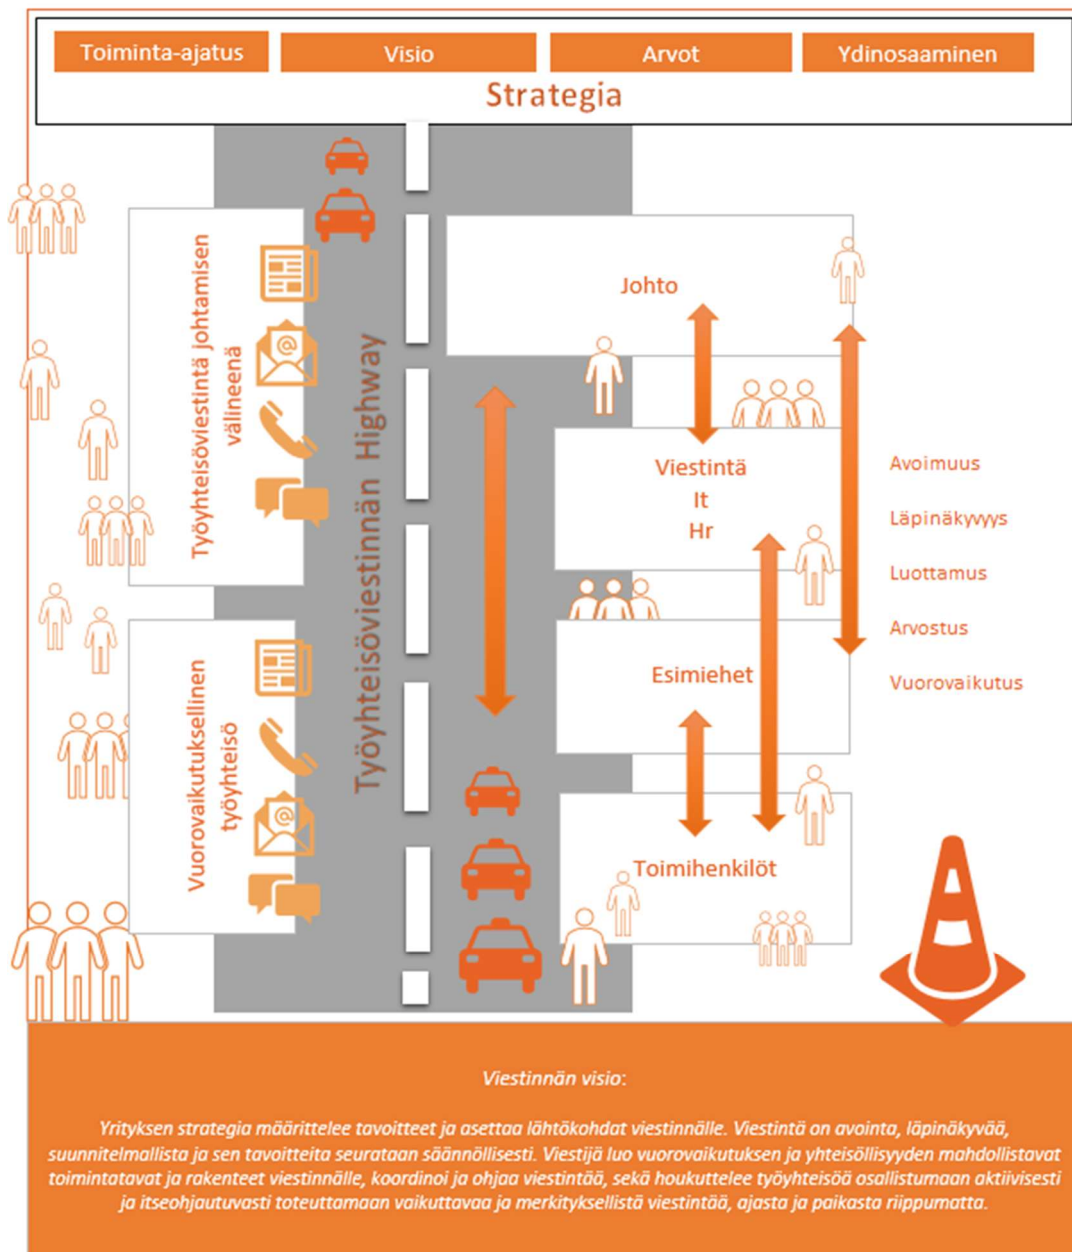 Toiminta-ajatus
Visio
Arvot
Ydinosaaminen
Strategia
Työyhteisöviestintä johtamisen
välineenä
Vuorovaikutuksellinen
työyhteisö
Työyhteisöviestinnän Highway
Johto
Viestintä
It
Hr
Esimiehet
Toimihenkilöt
Avoimuus
Läpinäkyvyys
Luottamus
Arvostus
Vuorovaikutus
Viestinnän visio:
Yrityksen strategia määrittelee tavoitteet ja asettaa lähtökohdat viestinnälle. Viestintä on avointa, läpinäkyvää,
suunnitelmallista ja sen tavoitteita seurataan säännöllisesti. Viestijä luo vuorovaikutuksen ja yhteisöllisyyden mahdollistavat
toimintatavat ja rakenteet viestinnälle, koordinoi ja ohjaa viestintää, sekä houkuttelee työyhteisöä osallistumaan aktiivisesti
ja itseohjautuvasti toteuttamaan vaikuttavaa ja merkityksellistä viestintää, ajasta ja paikasta riippumatta.